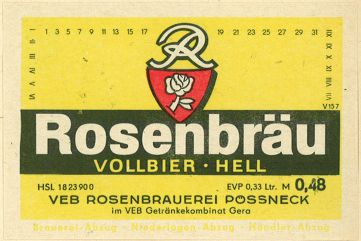 1 3 5 7 9 11 13 15 17 19 21 23 25 27 29 31
I II III IV V VI
XII XI X IX VIII VII
R
V157
Rosenbräu
VOLLBIER · HELL
HSL 1823900 EVP 0,33 Ltr. M 0,48
VEB ROSENBRAUEREI PÖSSNECK
im VEB Getränkekombinat Gera
Brauerei-Abzug - Niederlagen-Abzug - Händler-Abzug